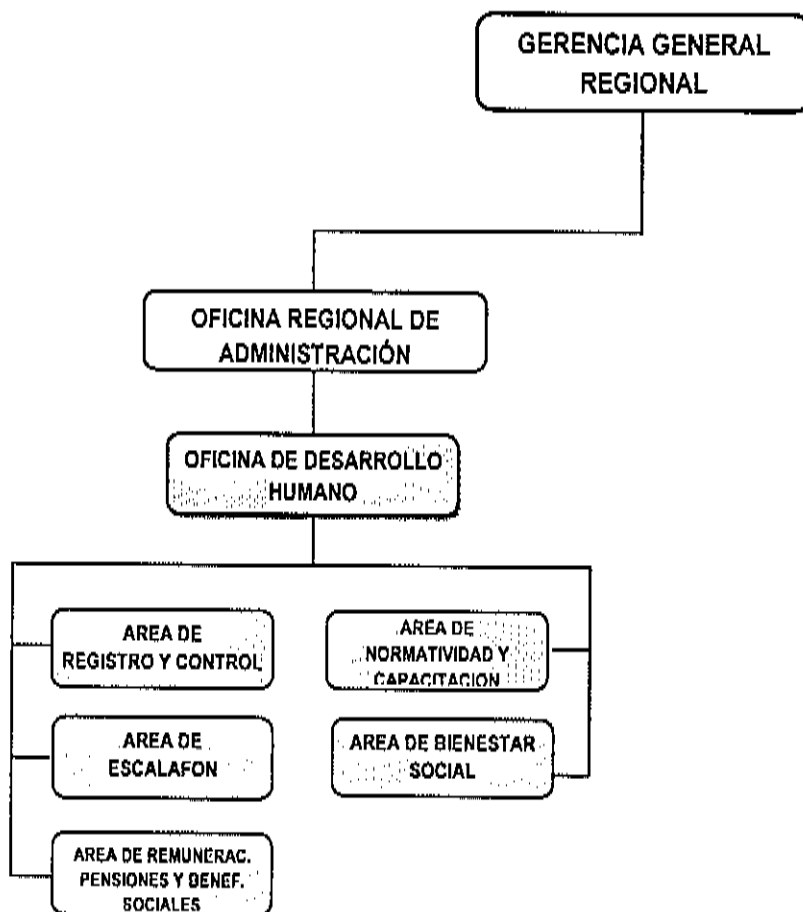 GERENCIA GENERAL
REGIONAL
OFICINA REGIONAL DE
ADMINISTRACIÓN
OFICINA DE DESARROLLO
HUMANO
AREA DE
REGISTRO Y CONTROL
AREA DE
NORMATIVIDAD Y
CAPACITACION
AREA DE
ESCALAFON
AREA DE BIENESTAR
SOCIAL
AREA DE REMUNERAC.
PENSIONES Y BENEF.
SOCIALES